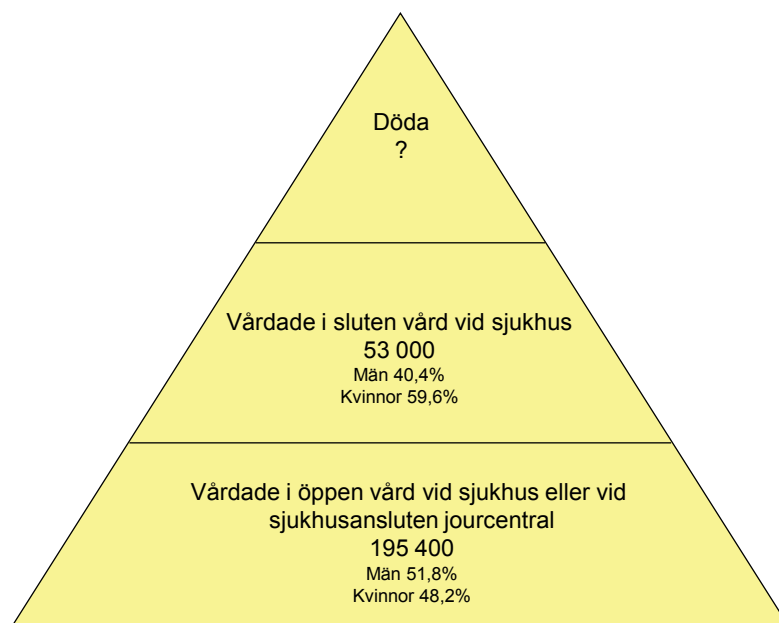 Döda
?
Vårdade i sluten vård vid sjukhus
53 000
Män 40,4%
Kvinnor 59,6%
Vårdade i öppen vård vid sjukhus eller vid
sjukhusansluten jourcentral
195 400
Män 51,8%
Kvinnor 48,2%